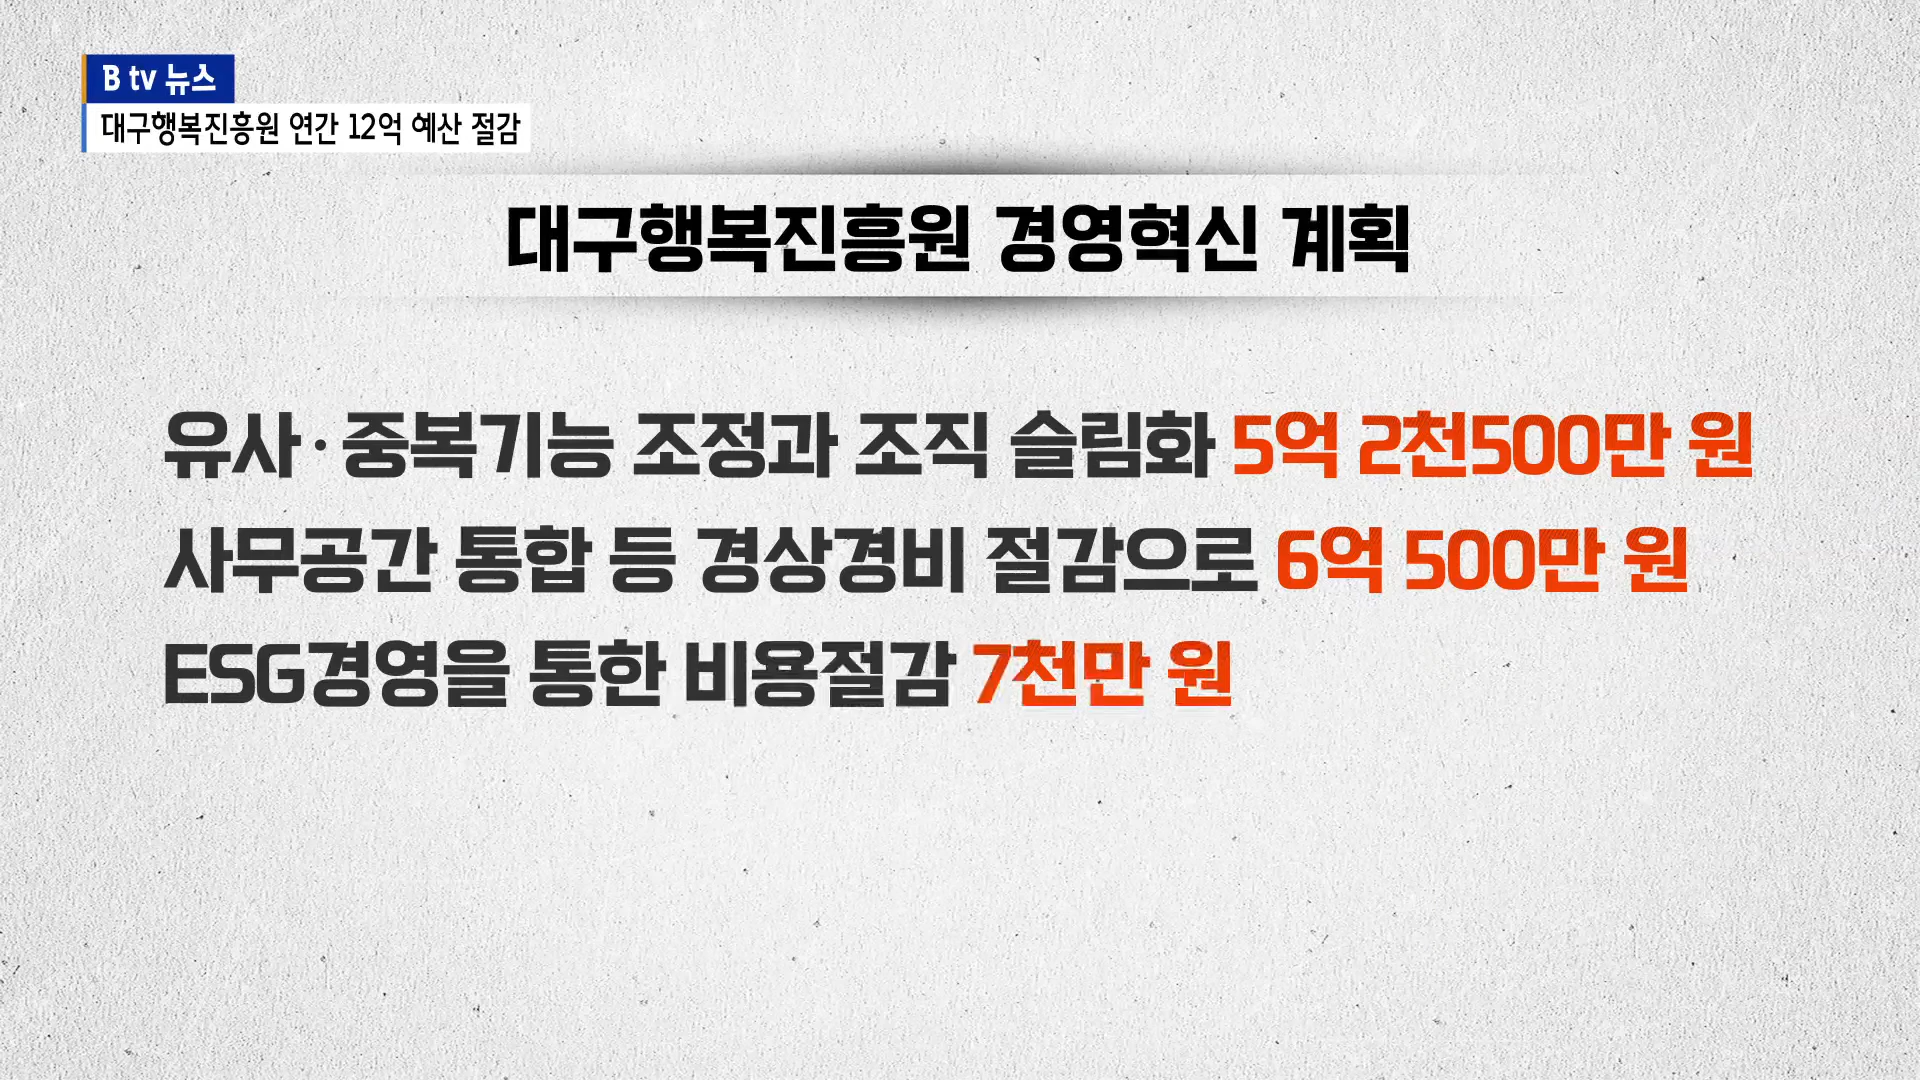 B tv 뉴스
대구행복진흥원 연간 12억 예산 절감
대구행복진흥원 경영혁신 계획
유사·중복기능 조정과 조직 슬림화 5억 2천500만 원
사무공간 통합 등 경상경비 절감으로 6억 500만 원
ESG경영을 통한 비용절감 7천만 원